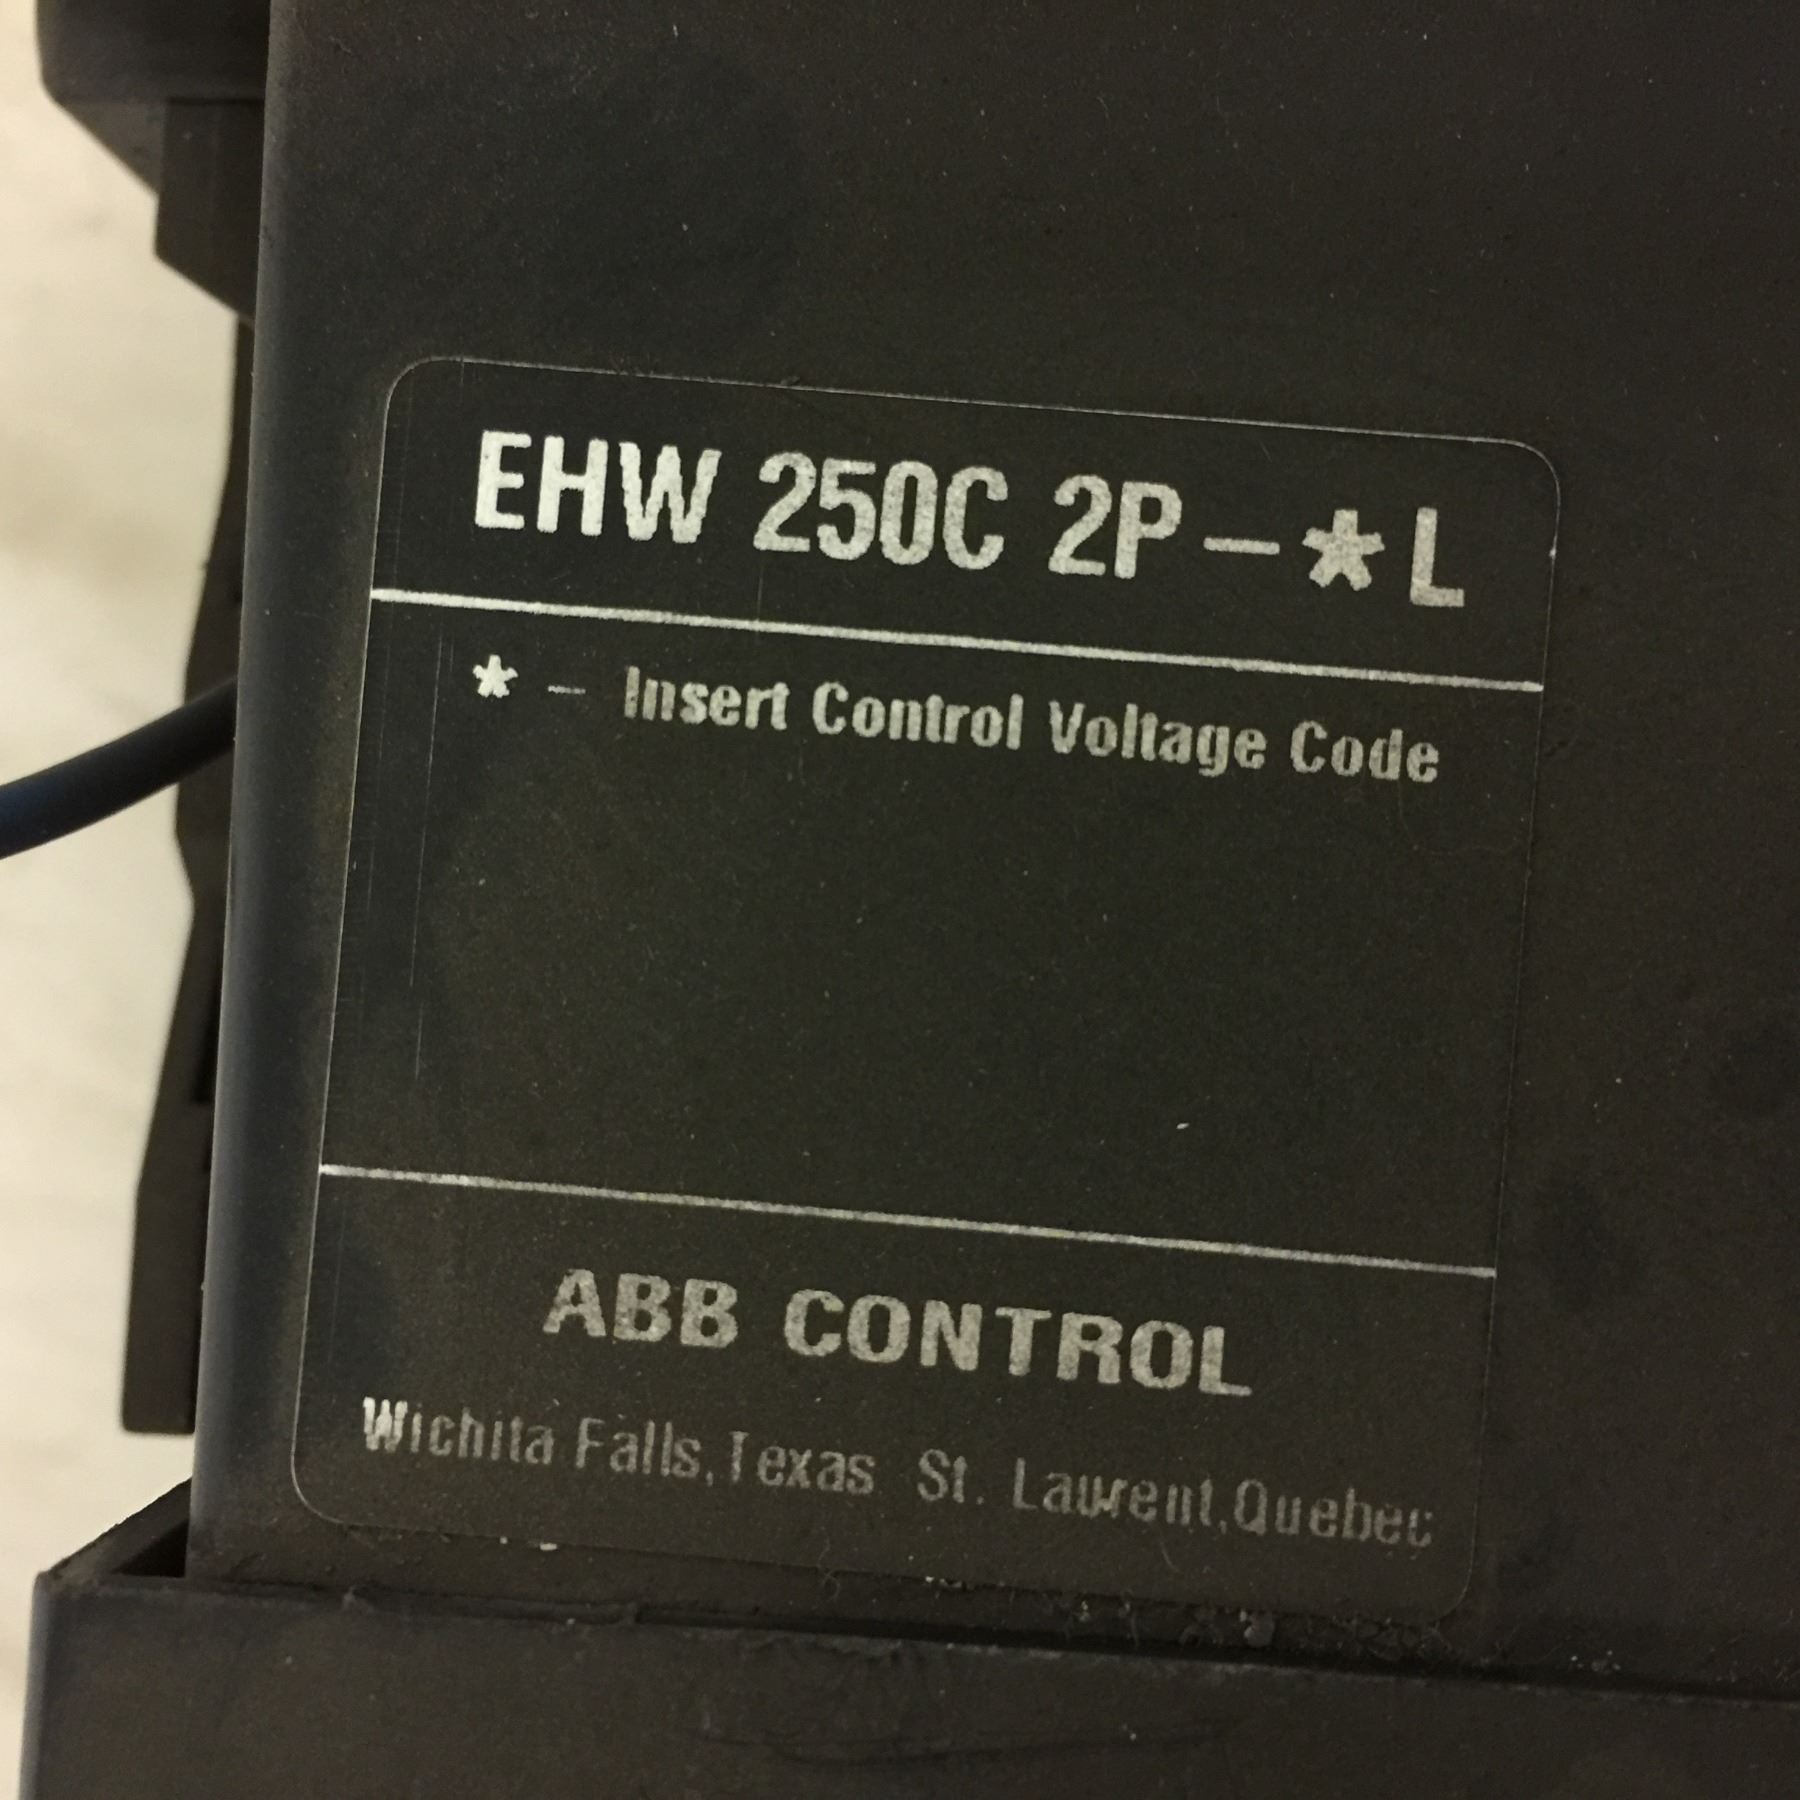 EHW 250C 2P-*L
* - Insert Control Voltage Code
ABB CONTROL
Wichita Falls, Texas St. Laurent, Quebec